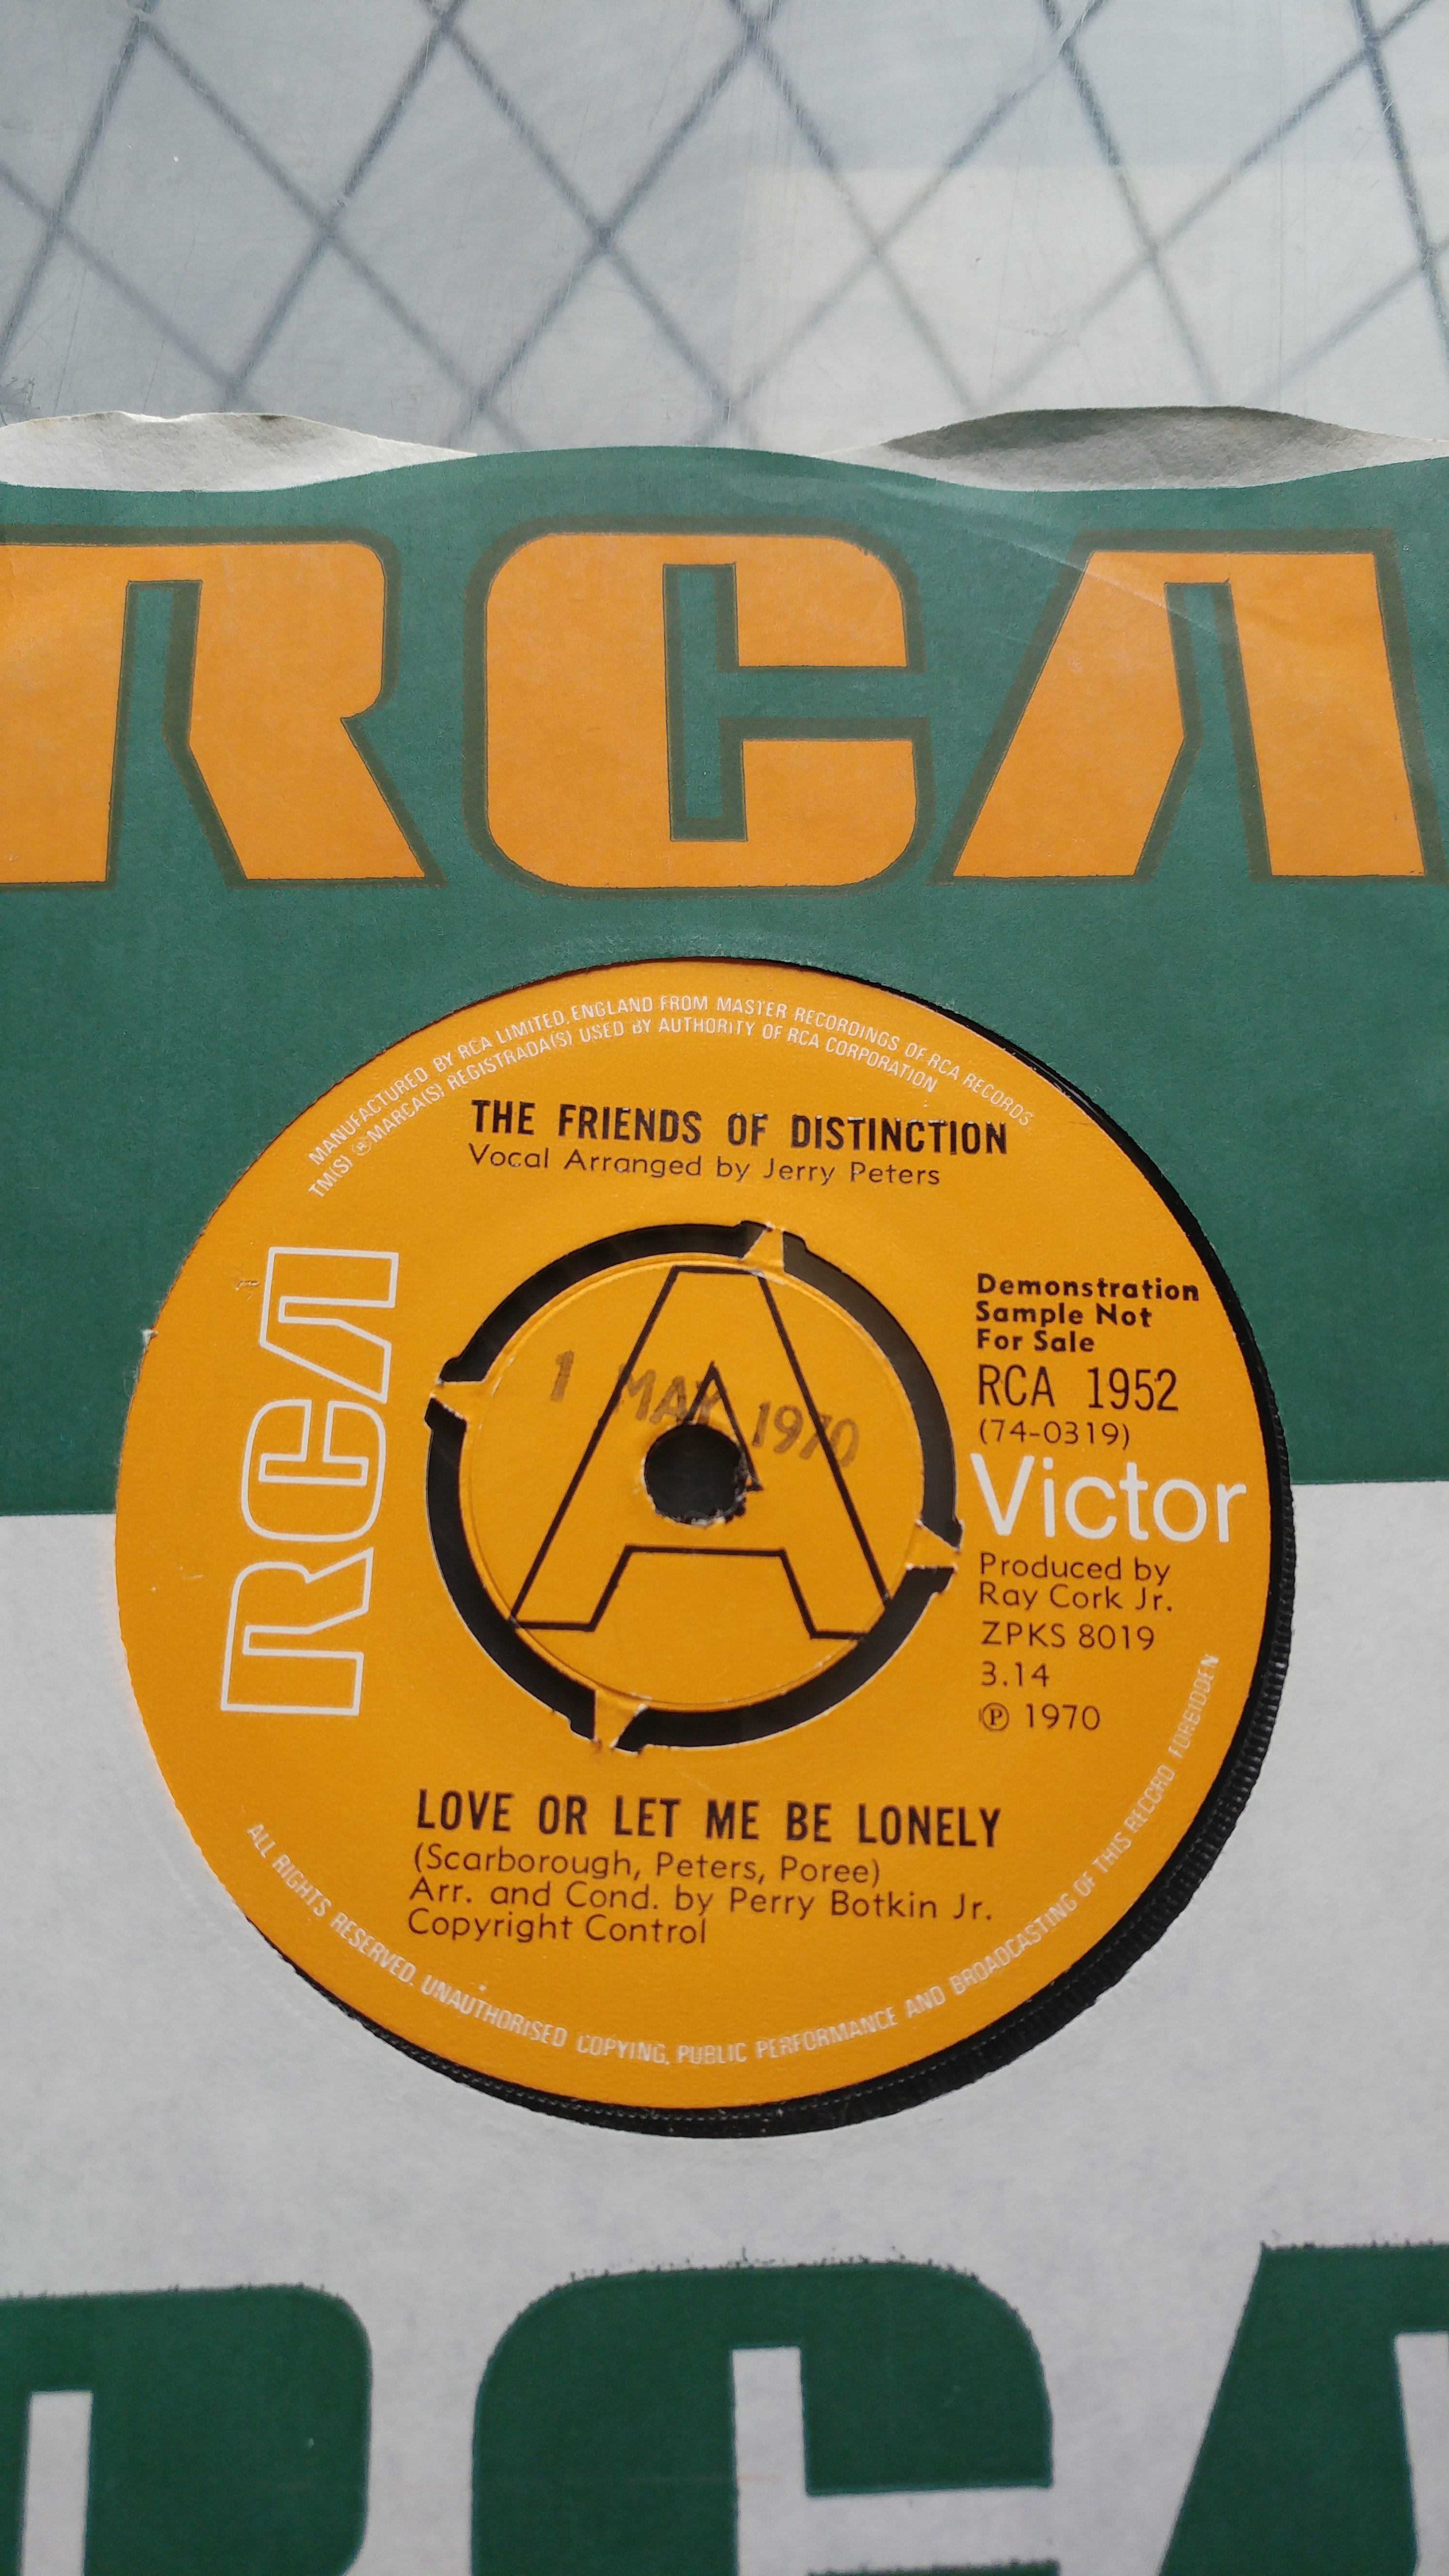 RCA
MANUFACTURED BY RCA LIMITED, ENGLAND FROM MASTER RECORDINGS OF RCA RECORDS
TM(S) ® MARCA(S) REGISTRADA(S) USED BY AUTHORITY OF RCA CORPORATION
THE FRIENDS OF DISTINCTION
Vocal Arranged by Jerry Peters
RCA
A
1 MAY 1970
Demonstration
Sample Not
For Sale
RCA 1952
(74-0319)
Victor
Produced by
Ray Cork Jr.
ZPKS 8019
3.14
Ⓟ 1970
LOVE OR LET ME BE LONELY
(Scarborough, Peters, Poree)
Arr. and Cond. by Perry Botkin Jr.
Copyright Control
ALL RIGHTS RESERVED. UNAUTHORISED COPYING, PUBLIC PERFORMANCE AND BROADCASTING OF THIS RECORD FORBIDDEN
RCA